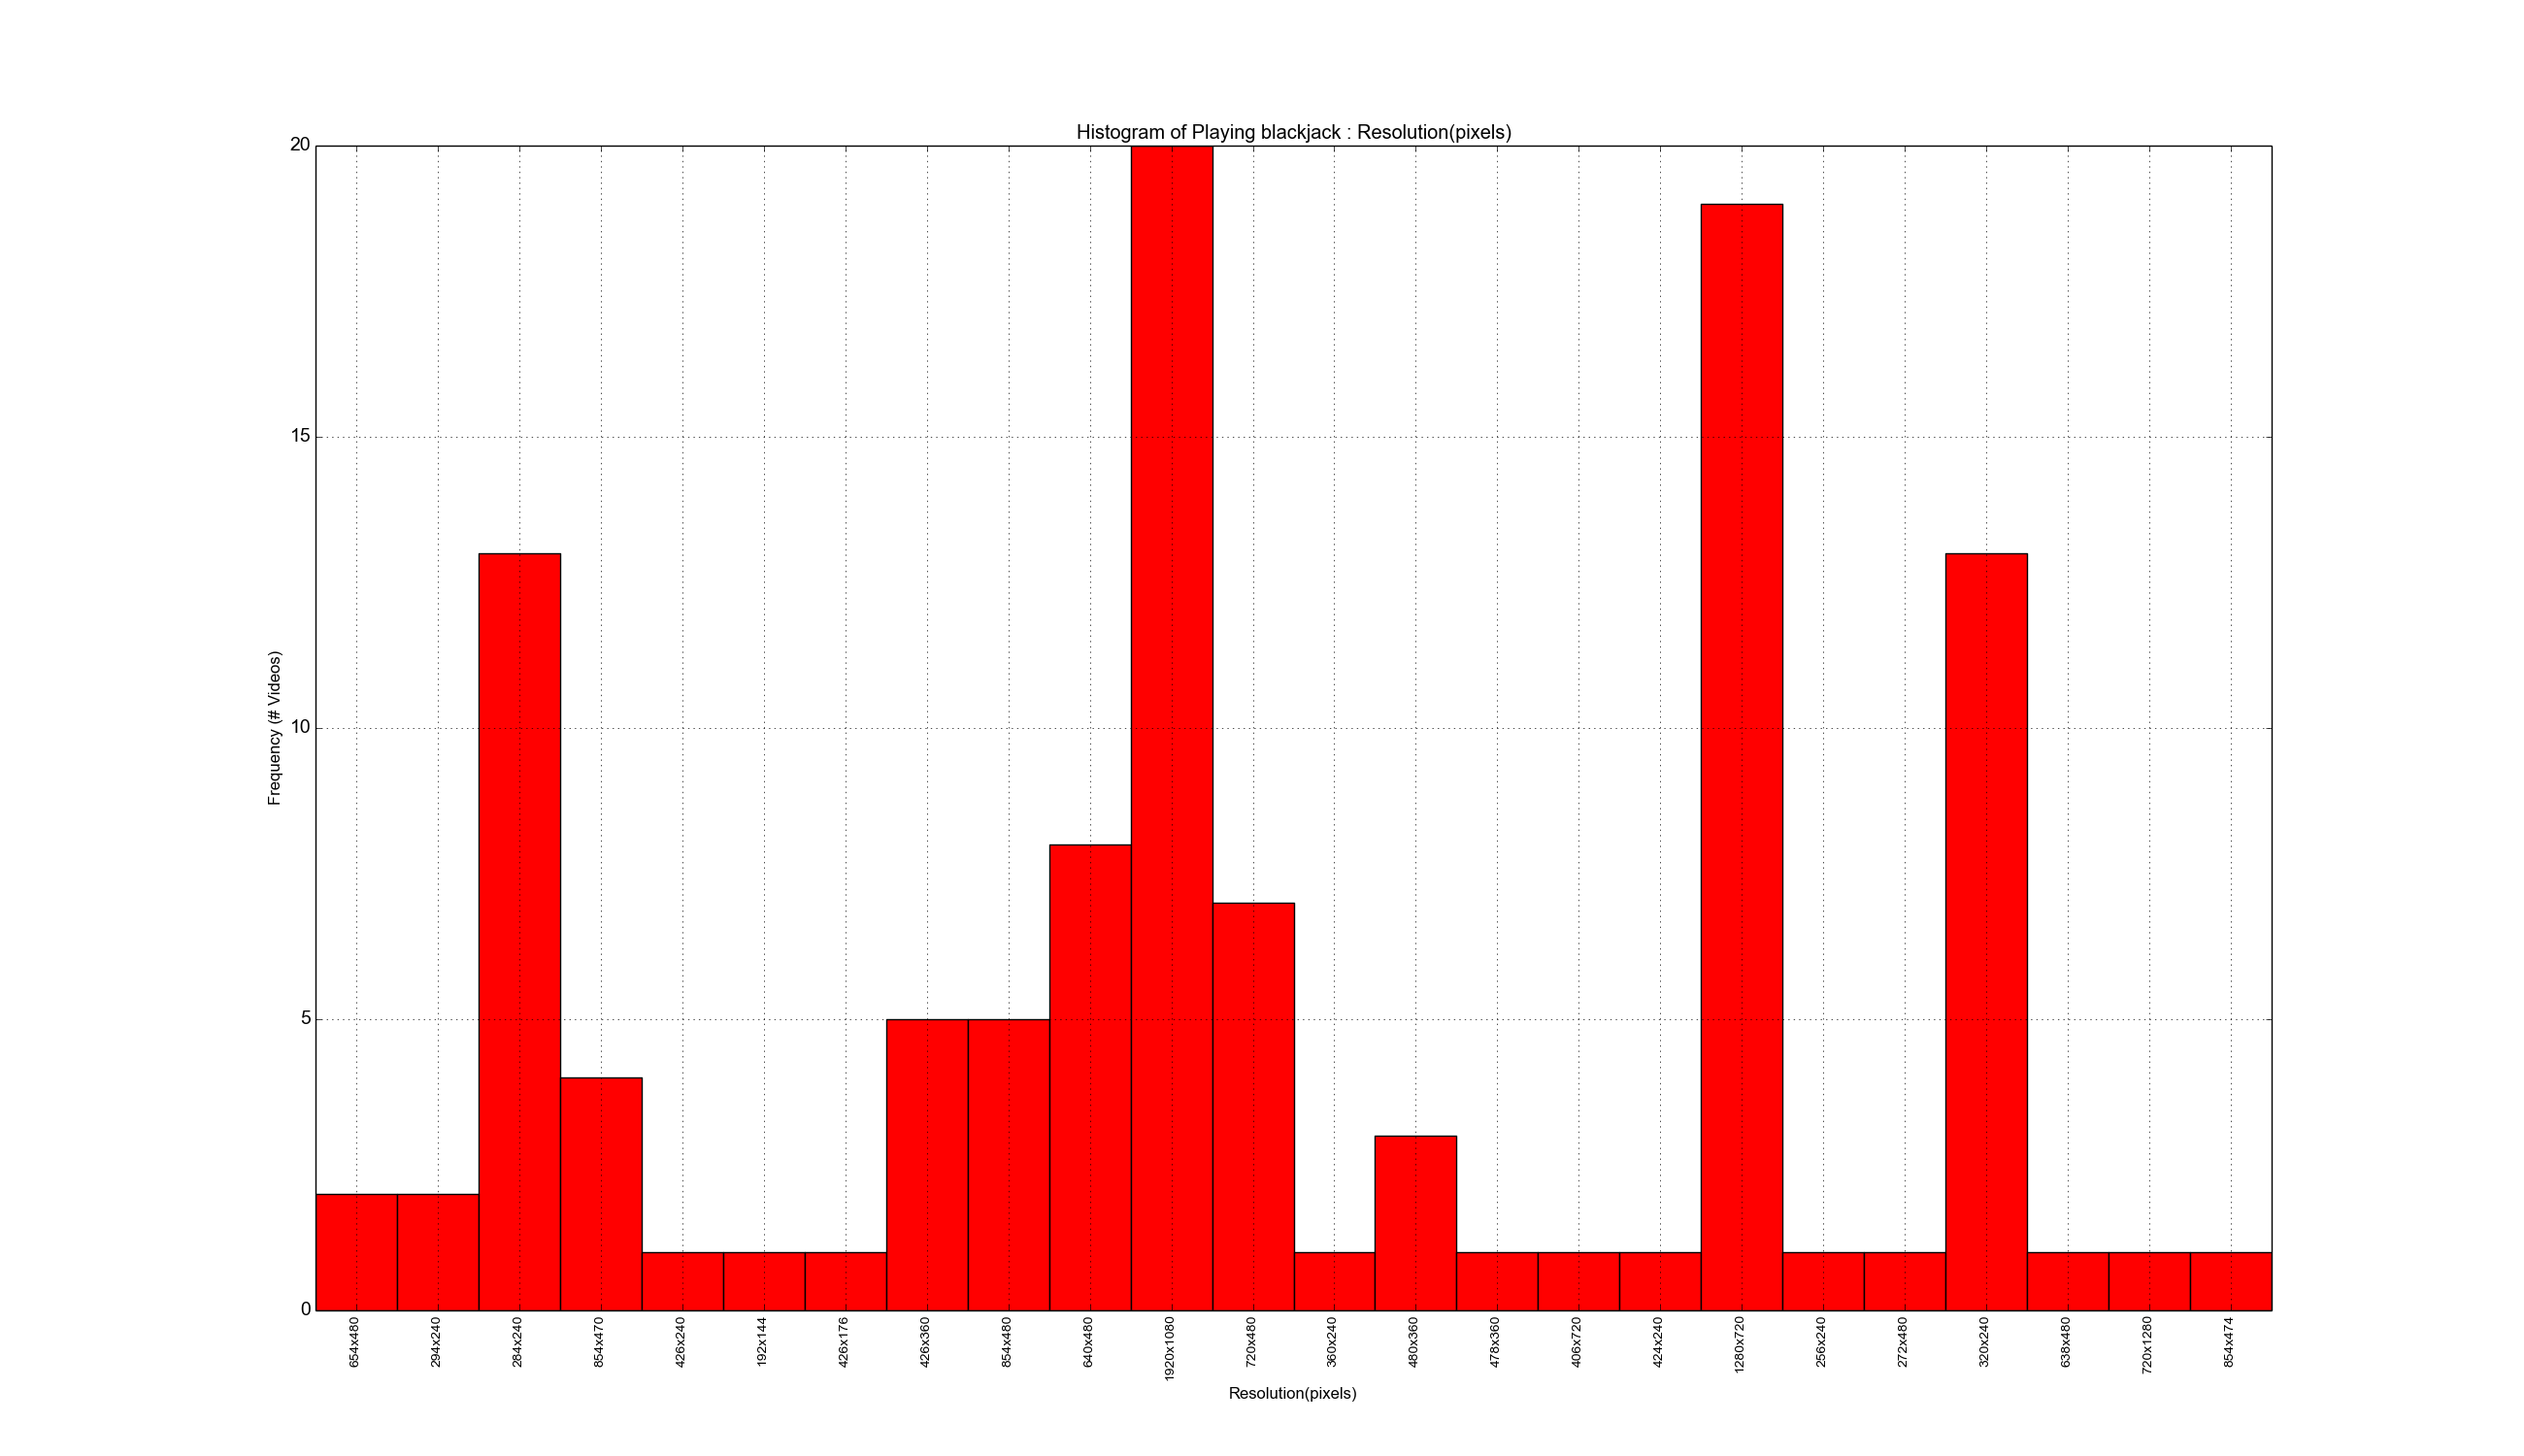 Histogram of Playing blackjack : Resolution(pixels)
20
15
10
5
0
Frequency (# Videos)
654x480
294x240
284x240
854x470
426x240
192x144
426x176
426x360
854x480
640x480
1920x1080
720x480
360x240
480x360
478x360
406x720
424x240
1280x720
256x240
272x480
320x240
638x480
720x1280
854x474
Resolution(pixels)